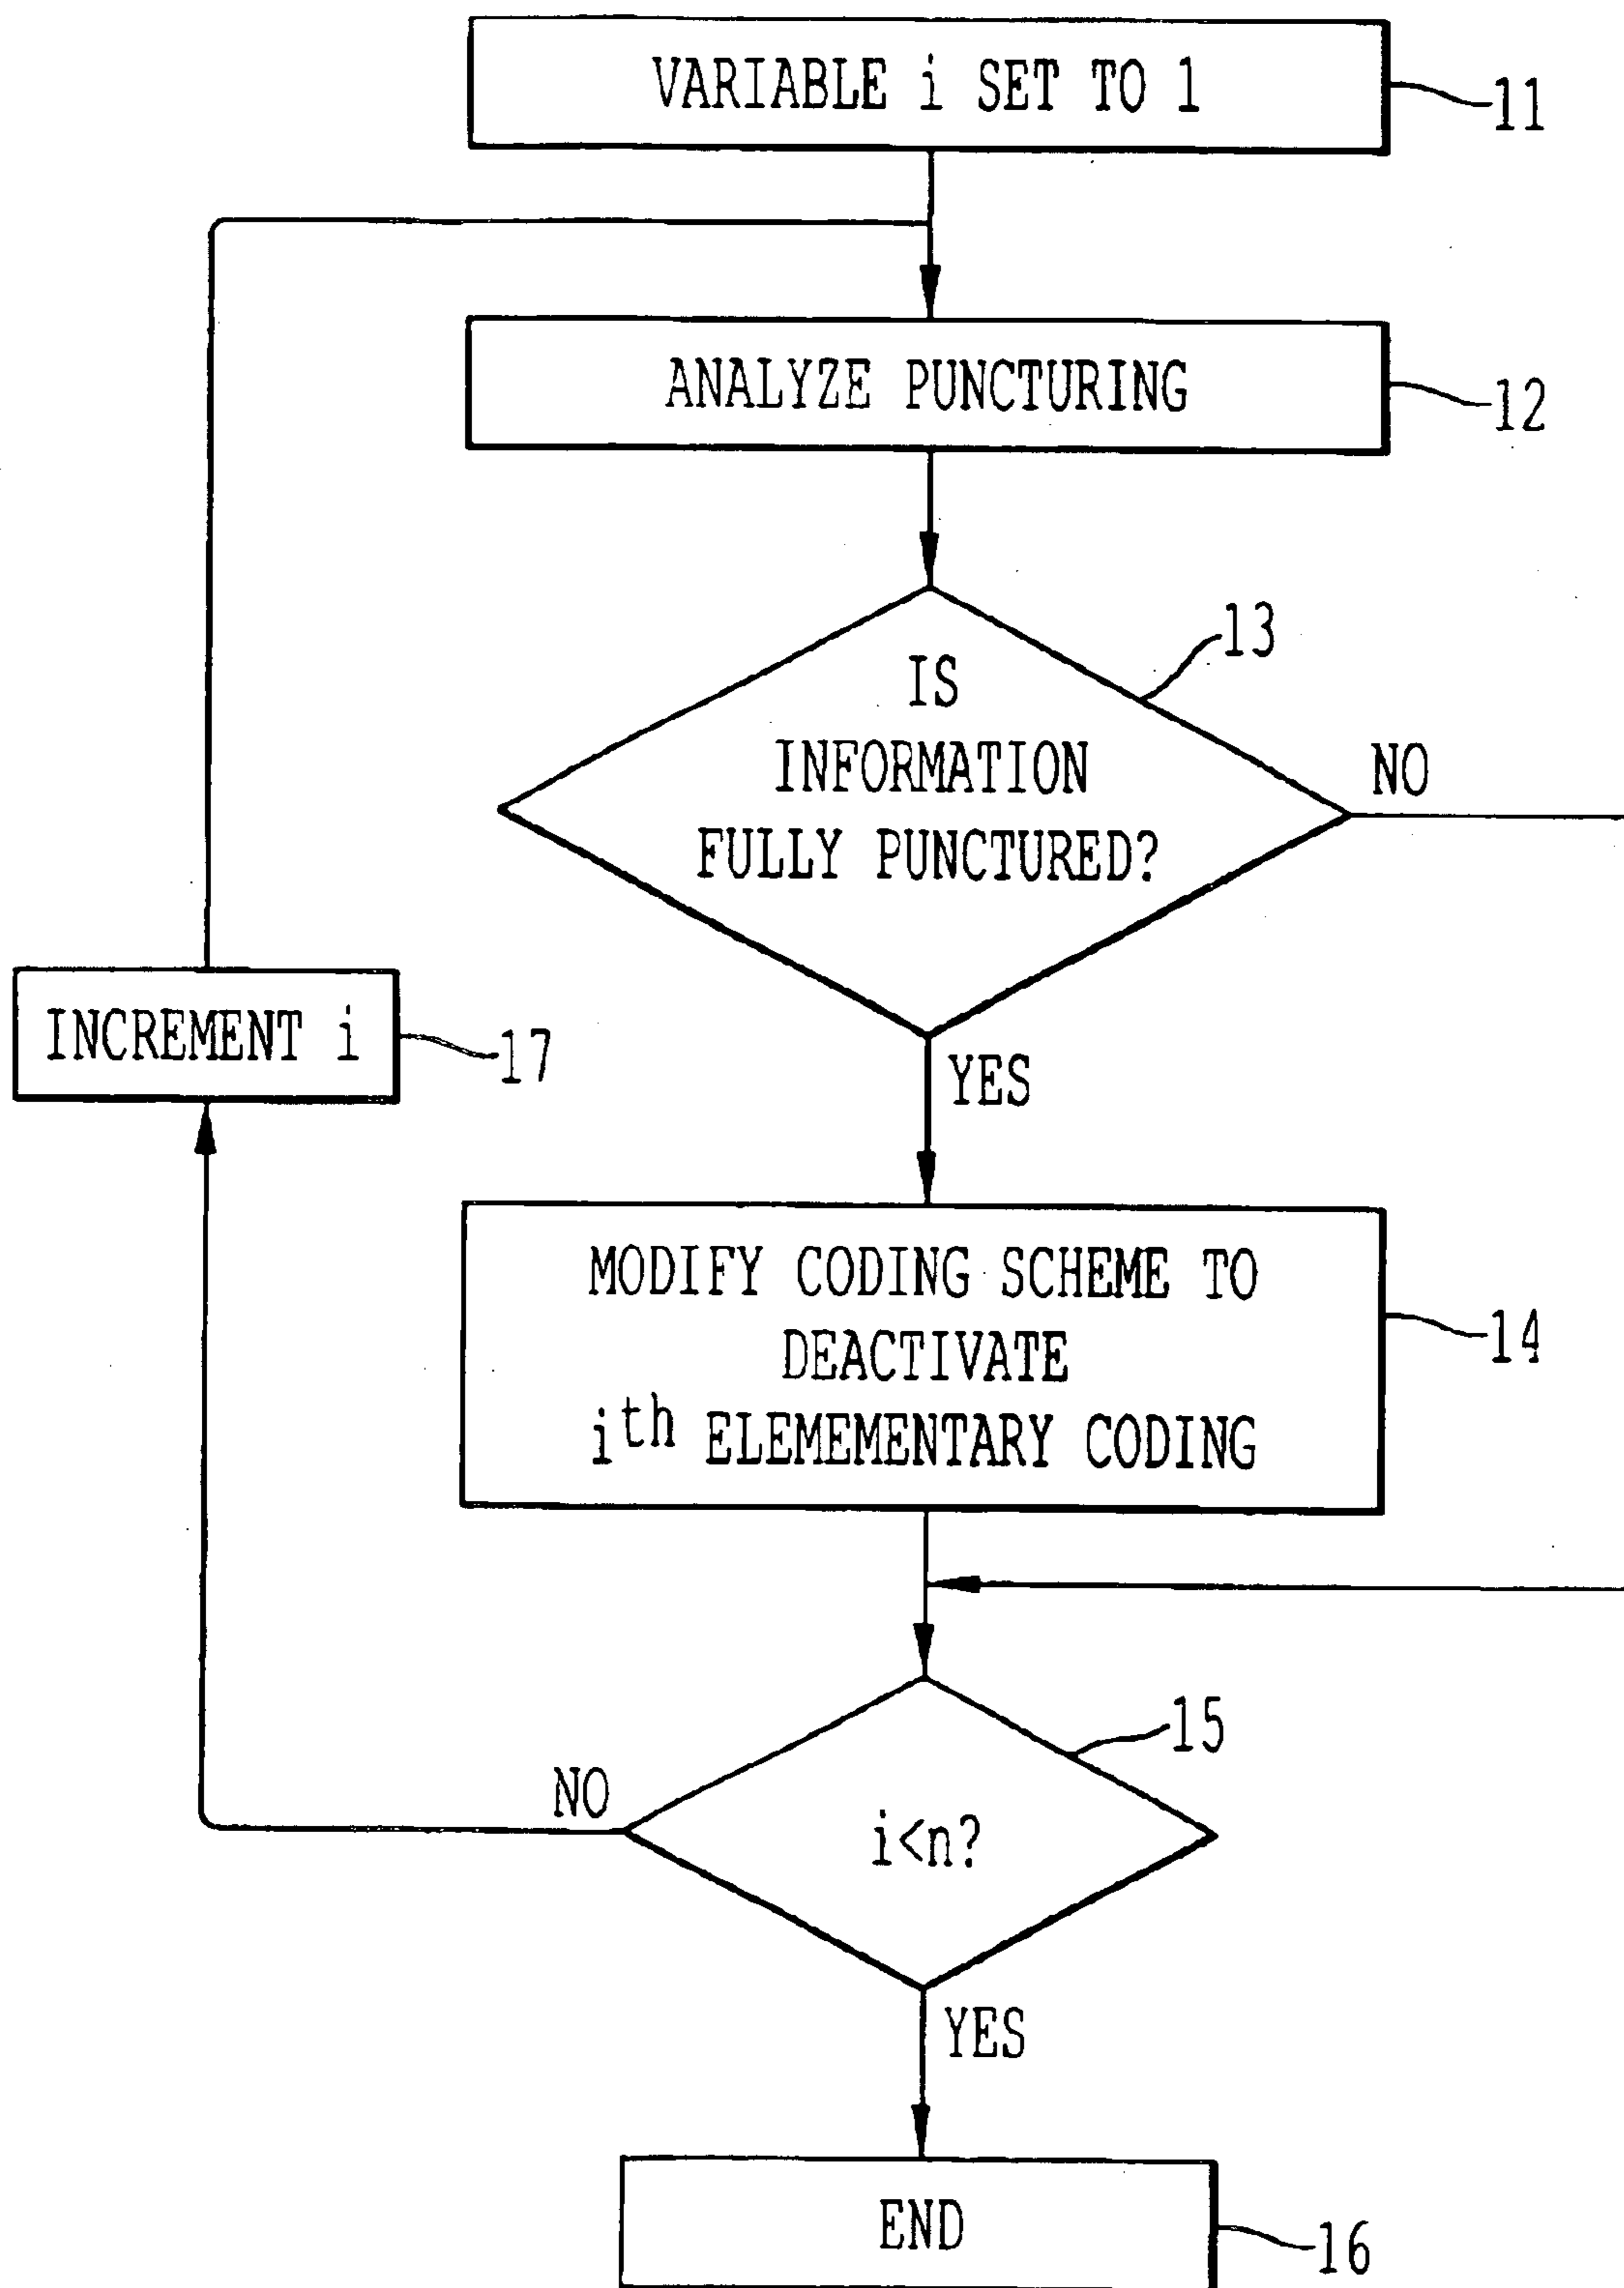 VARIABLE i SET TO 1
11
ANALYZE PUNCTURING
12
13
IS
INFORMATION
FULLY PUNCTURED?
NO
INCREMENT i
17
YES
MODIFY CODING SCHEME TO
DEACTIVATE
ith ELEMEMENTARY CODING
14
15
NO
i<n?
YES
END
16